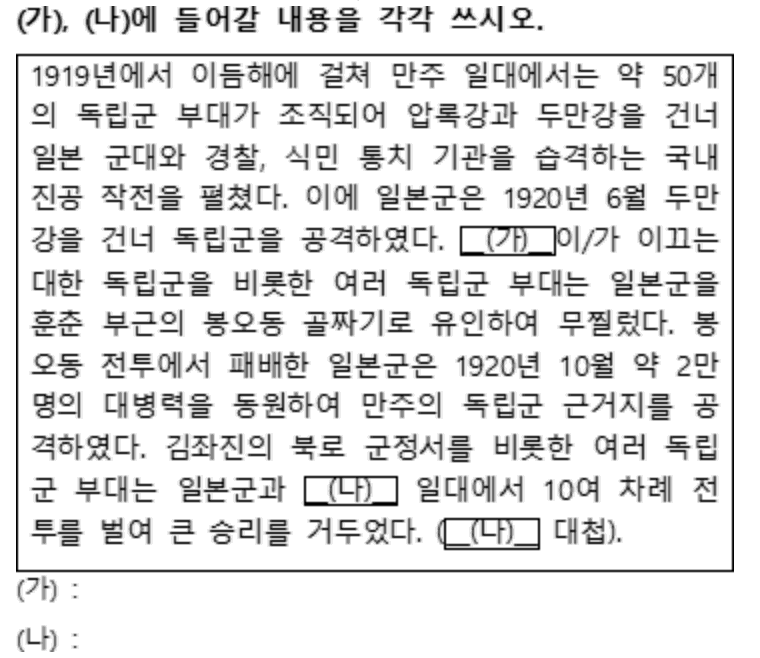 (가), (나)에 들어갈 내용을 각각 쓰시오.
1919년에서 이듬해에 걸쳐 만주 일대에서는 약 50개
의 독립군 부대가 조직되어 압록강과 두만강을 건너
일본 군대와 경찰, 식민 통치 기관을 습격하는 국내
진공 작전을 펼쳤다. 이에 일본군은 1920년 6월 두만
강을 건너 독립군을 공격하였다. (가) 이/가 이끄는
대한 독립군을 비롯한 여러 독립군 부대는 일본군을
훈춘 부근의 봉오동 골짜기로 유인하여 무찔렀다. 봉
오동 전투에서 패배한 일본군은 1920년 10월 약 2만
명의 대병력을 동원하여 만주의 독립군 근거지를 공
격하였다. 김좌진의 북로 군정서를 비롯한 여러 독립
군 부대는 일본군과 (나) 일대에서 10여 차례 전
투를 벌여 큰 승리를 거두었다. ( (나) 대첩).
(가) :
(나) :